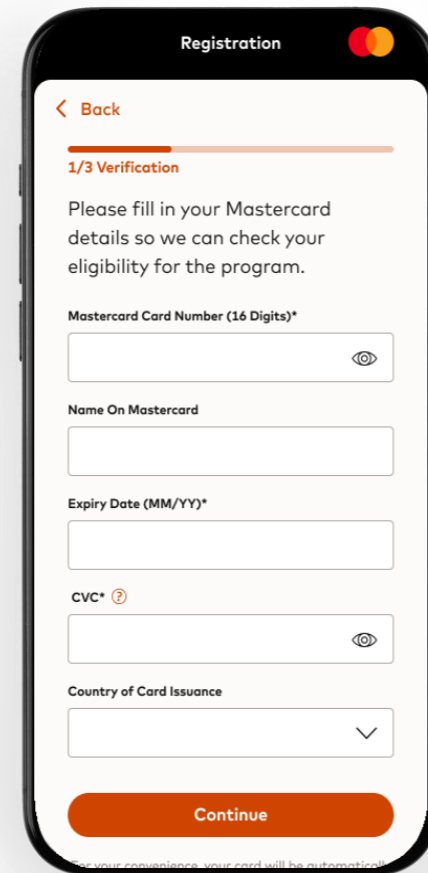 Registration
Back
1/3 Verification
Please fill in your Mastercard
details so we can check your
eligibility for the program.
Mastercard Card Number (16 Digits)*
Name On Mastercard
Expiry Date (MM/YY)*
CVC* ?
Country of Card Issuance
Continue
For your convenience, your card will be automatically